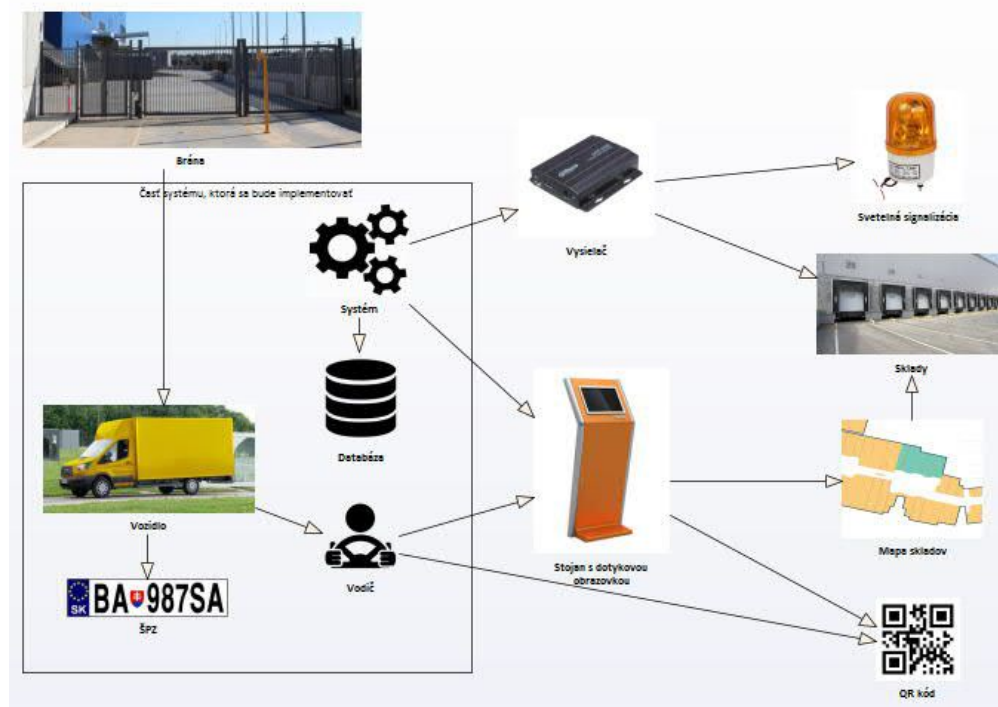 Brána
Časť systému, ktorá sa bude implementovať
Systém
Databáza
Vozidlo
SK
BA 987SA
ŠPZ
Vodič
Vysielač
Svetelná signalizácia
Sklady
Stojan s dotykovou
obrazovkou
Mapa skladov
QR kód